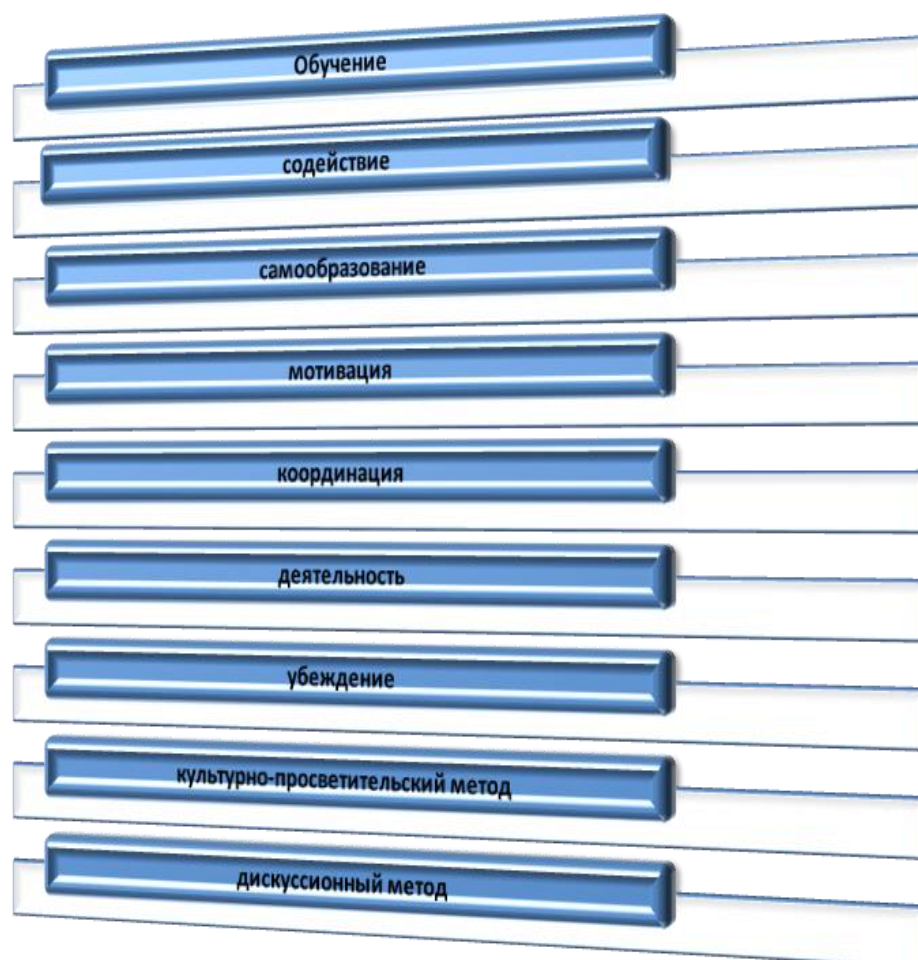 Обучение
содействие
самообразование
мотивация
координация
деятельность
убеждение
культурно-просветительский метод
дискуссионный метод